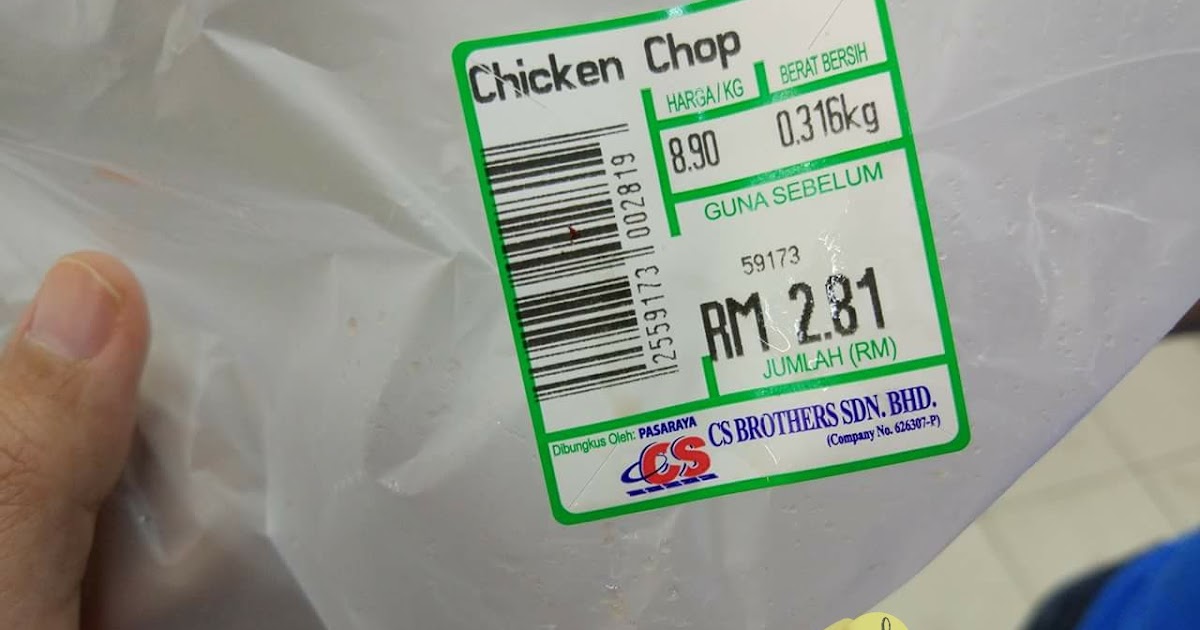 Chicken Chop
HARGA/KG
BERAT BERSIH
8.90
0.316kg
GUNA SEBELUM
59173
RM 2.81
JUMLAH (RM)
2559173 002819
Dibungkus Oleh: PASARAYA
CS
CS BROTHERS SDN. BHD.
(Company No. 626307-P)